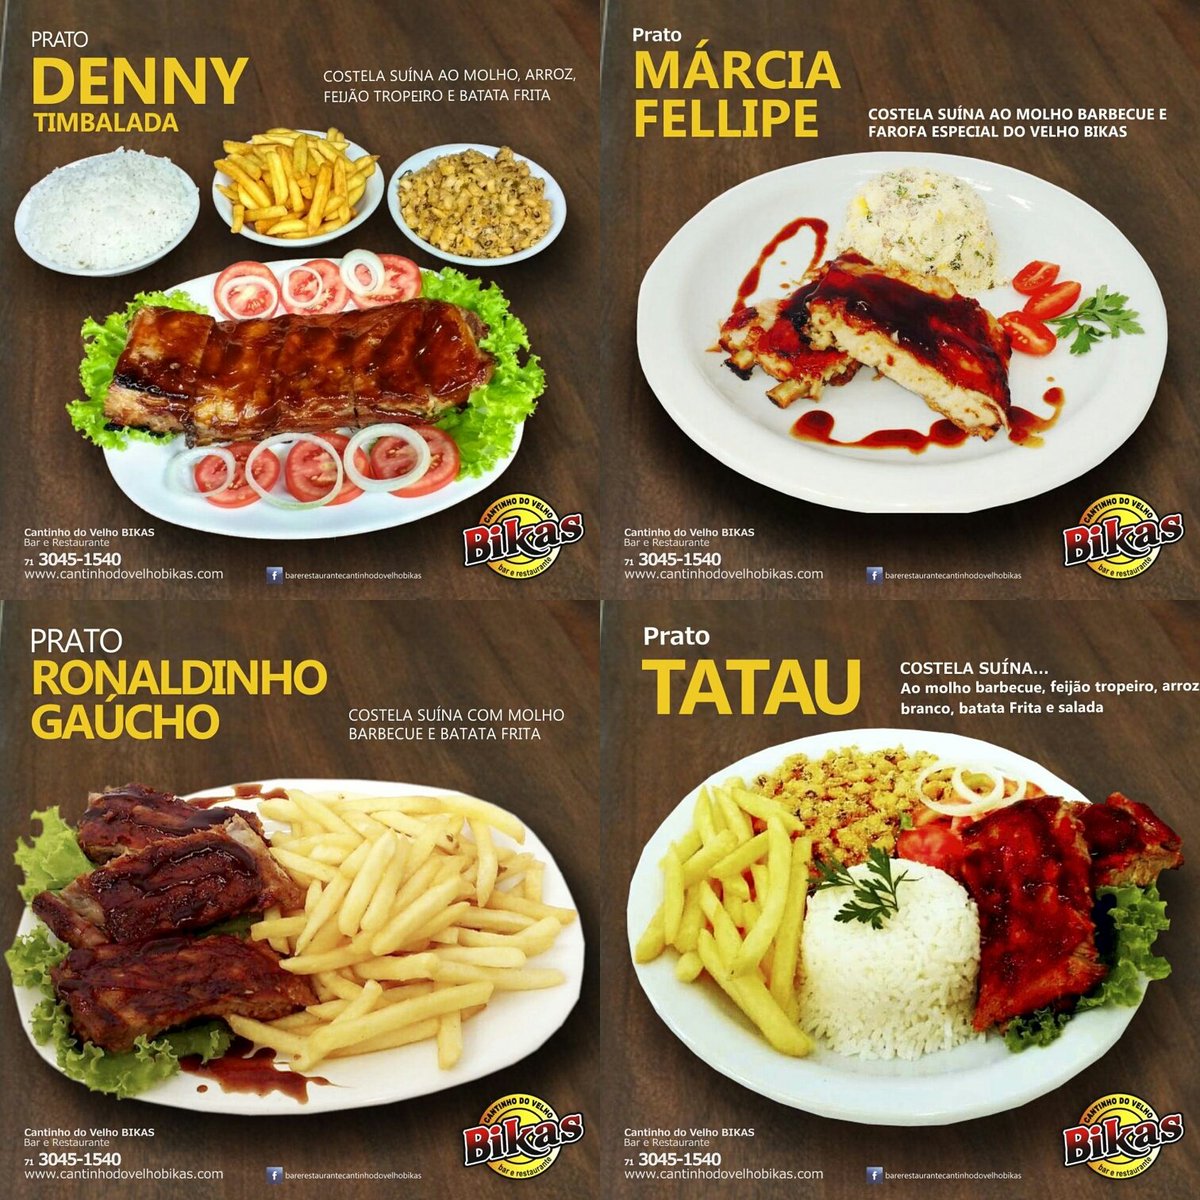 PRATO
DENNY
TIMBALADA
COSTELA SUÍNA AO MOLHO, ARROZ,
FEIJÃO TROPEIRO E BATATA FRITA
Cantinho do Velho BIKAS
Bar e Restaurante
71 3045-1540
www.cantinhodovelhobikas.com
f barerestaurantecantinhodovelhobikas
CANTINHO DO VELHO
Bikas
bar e restaurante
Prato
MÁRCIA
FELLIPE
COSTELA SUÍNA AO MOLHO BARBECUE E
FAROFA ESPECIAL DO VELHO BIKAS
Cantinho do Velho BIKAS
Bar e Restaurante
71 3045-1540
www.cantinhodovelhobikas.com
f barerestaurantecantinhodovelhobikas
CANTINHO DO VELHO
Bikas
bar e restaurante
PRATO
RONALDINHO
GAÚCHO
COSTELA SUÍNA COM MOLHO
BARBECUE E BATATA FRITA
Cantinho do Velho BIKAS
Bar e Restaurante
71 3045-1540
www.cantinhodovelhobikas.com
f barerestaurantecantinhodovelhobikas
CANTINHO DO VELHO
Bikas
bar e restaurante
Prato
TATAU
COSTELA SUÍNA...
Ao molho barbecue, feijão tropeiro, arroz
branco, batata Frita e salada
Cantinho do Velho BIKAS
Bar e Restaurante
71 3045-1540
www.cantinhodovelhobikas.com
f barerestaurantecantinhodovelhobikas
CANTINHO DO VELHO
Bikas
bar e restaurante